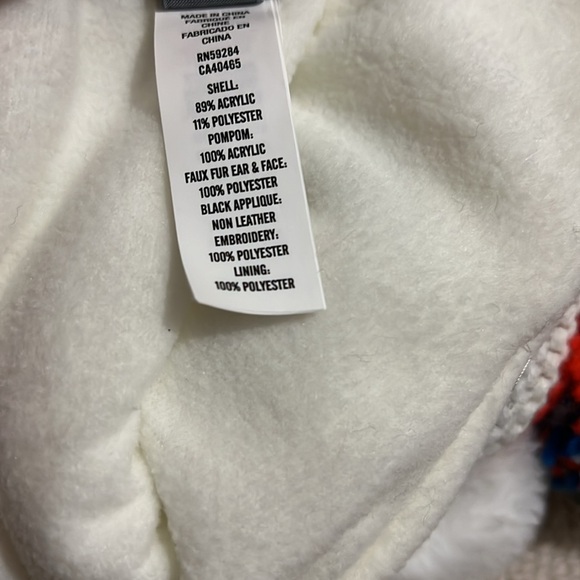 MADE IN CHINA
FABRIQUÉ EN
CHINE
FABRICADO EN
CHINA
RN59284
CA40465
SHELL:
89% ACRYLIC
11% POLYESTER
POMPOM:
100% ACRYLIC
FAUX FUR EAR & FACE:
100% POLYESTER
BLACK APPLIQUE:
NON LEATHER
EMBROIDERY:
100% POLYESTER
LINING:
100% POLYESTER